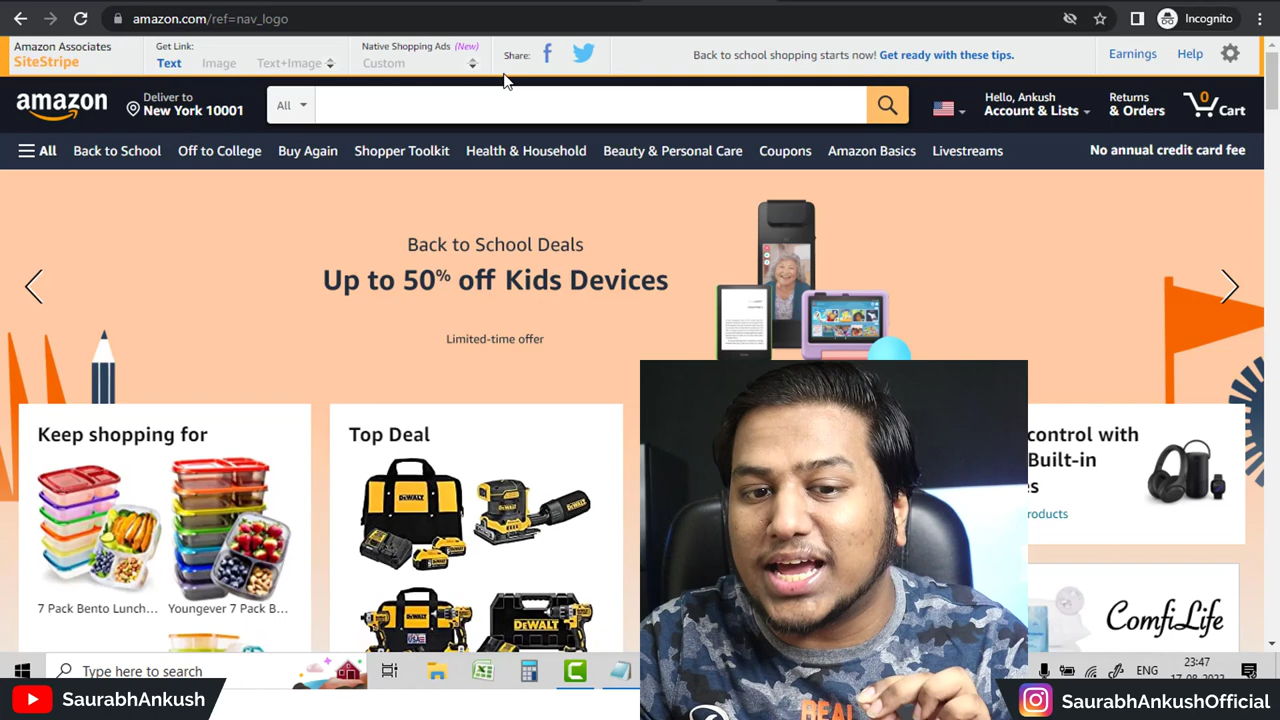 amazon.com/ref=nav_logo
Incognito
Amazon Associates
SiteStripe
Get Link:
Text
Image
Text+Image
Native Shopping Ads (New)
Custom
Share:
Back to school shopping starts now! Get ready with these tips.
Earnings
Help
amazon
Deliver to
New York 10001
All
Hello, Ankush
Account & Lists
Returns
& Orders
0
Cart
All
Back to School
Off to College
Buy Again
Shopper Toolkit
Health & Household
Beauty & Personal Care
Coupons
Amazon Basics
Livestreams
No annual credit card fee
Back to School Deals
Up to 50% off Kids Devices
Limited-time offer
Keep shopping for
7 Pack Bento Lunch...
Youngever 7 Pack B...
Top Deal
DEWALT
DEWALT
DEWALT
control with
Built-in
es
roducts
ComfiLife
Type here to search
ENG
23:47
SaurabhAnkush
SaurabhAnkushOfficial